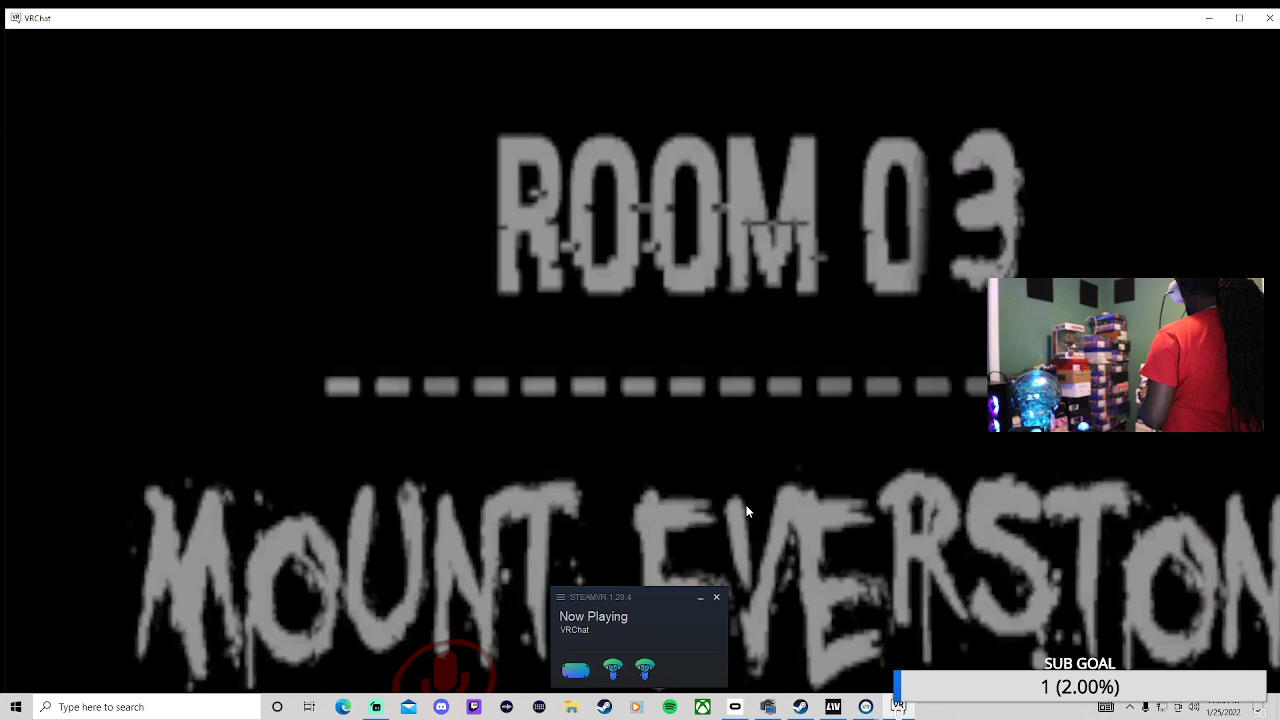 VRChat
ROOM 03
MOUNT EVERSTON
STEAMVR 1.20.4
Now Playing
VRChat
SUB GOAL
1 (2.00%)
Type here to search
1/25/2022